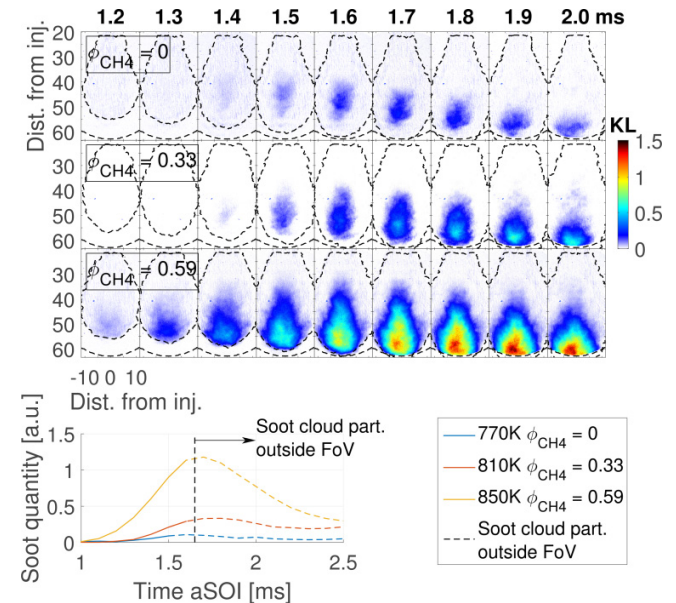 1.2 1.3 1.4 1.5 1.6 1.7 1.8 1.9 2.0 ms
Dist. from inj.
20
30
40
50
60
ϕCH4 = 0
KL
1.5
1
0.5
0
20
30
40
50
60
ϕCH4 = 0.33
20
30
40
50
60
ϕCH4 = 0.59
-10 0 10
Dist. from inj.
Soot quantity [a.u.]
1.5
1
0.5
0
Soot cloud part.
outside FoV
1 1.5 2 2.5
Time aSOI [ms]
770K ϕCH4 = 0
810K ϕCH4 = 0.33
850K ϕCH4 = 0.59
Soot cloud part.
outside FoV